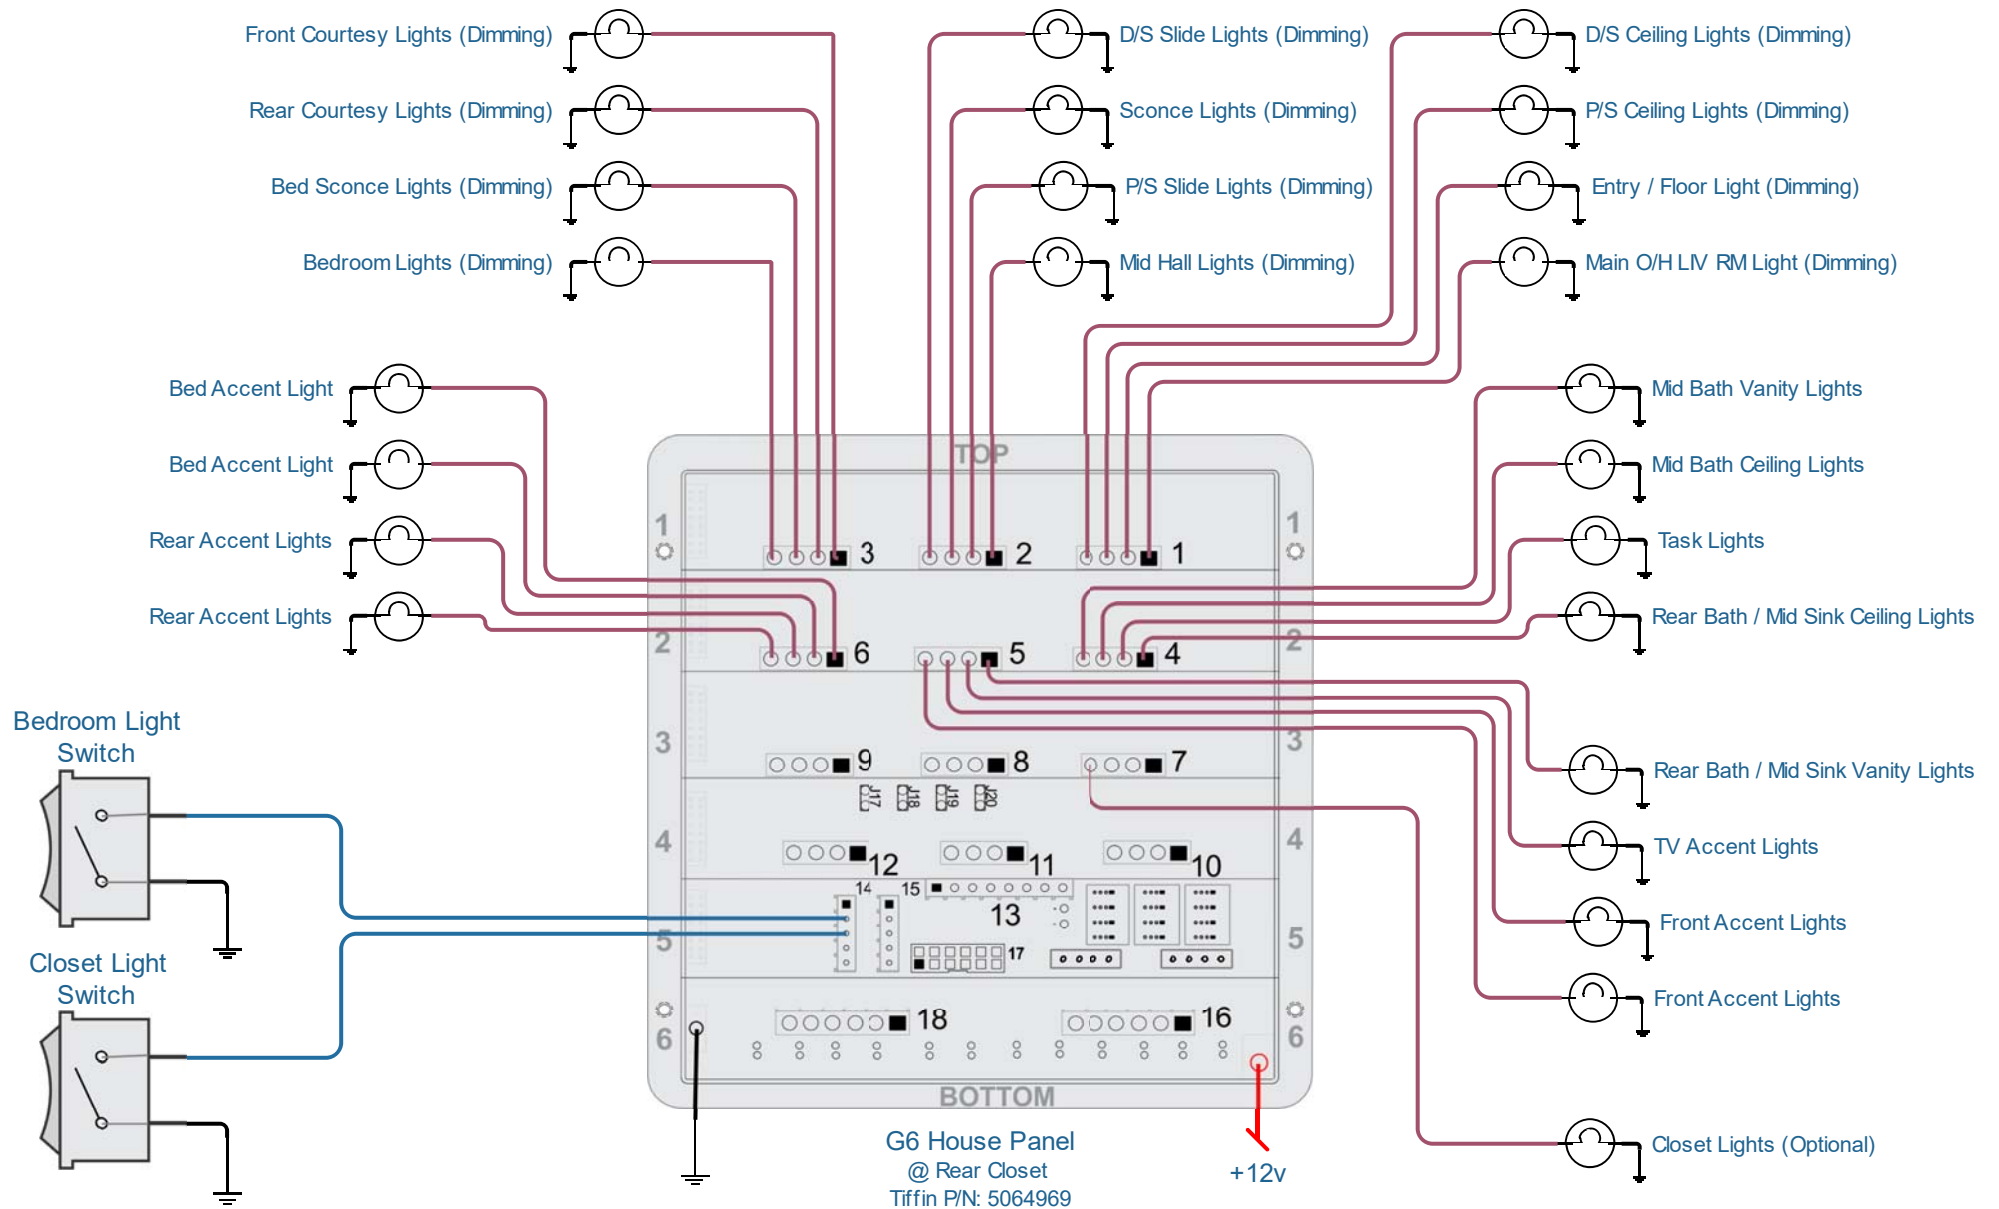 Front Courtesy Lights (Dimming)
D/S Slide Lights (Dimming)
D/S Ceiling Lights (Dimming)
Rear Courtesy Lights (Dimming)
Sconce Lights (Dimming)
P/S Ceiling Lights (Dimming)
Bed Sconce Lights (Dimming)
P/S Slide Lights (Dimming)
Entry / Floor Light (Dimming)
Bedroom Lights (Dimming)
Mid Hall Lights (Dimming)
Main O/H LIV RM Light (Dimming)
Bed Accent Light
Mid Bath Vanity Lights
TOP
Bed Accent Light
Mid Bath Ceiling Lights
1
1
Rear Accent Lights
Task Lights
3
2
1
Rear Accent Lights
Rear Bath / Mid Sink Ceiling Lights
2
2
6
5
4
Bedroom Light
Switch
3
3
9
8
7
Rear Bath / Mid Sink Vanity Lights
J17
J18
J19
J20
4
4
TV Accent Lights
12
11
10
14
15
13
Front Accent Lights
5
5
17
Closet Light
Switch
Front Accent Lights
18
16
6
6
BOTTOM
G6 House Panel
@ Rear Closet
Tiffin P/N: 5064969
+12v
Closet Lights (Optional)